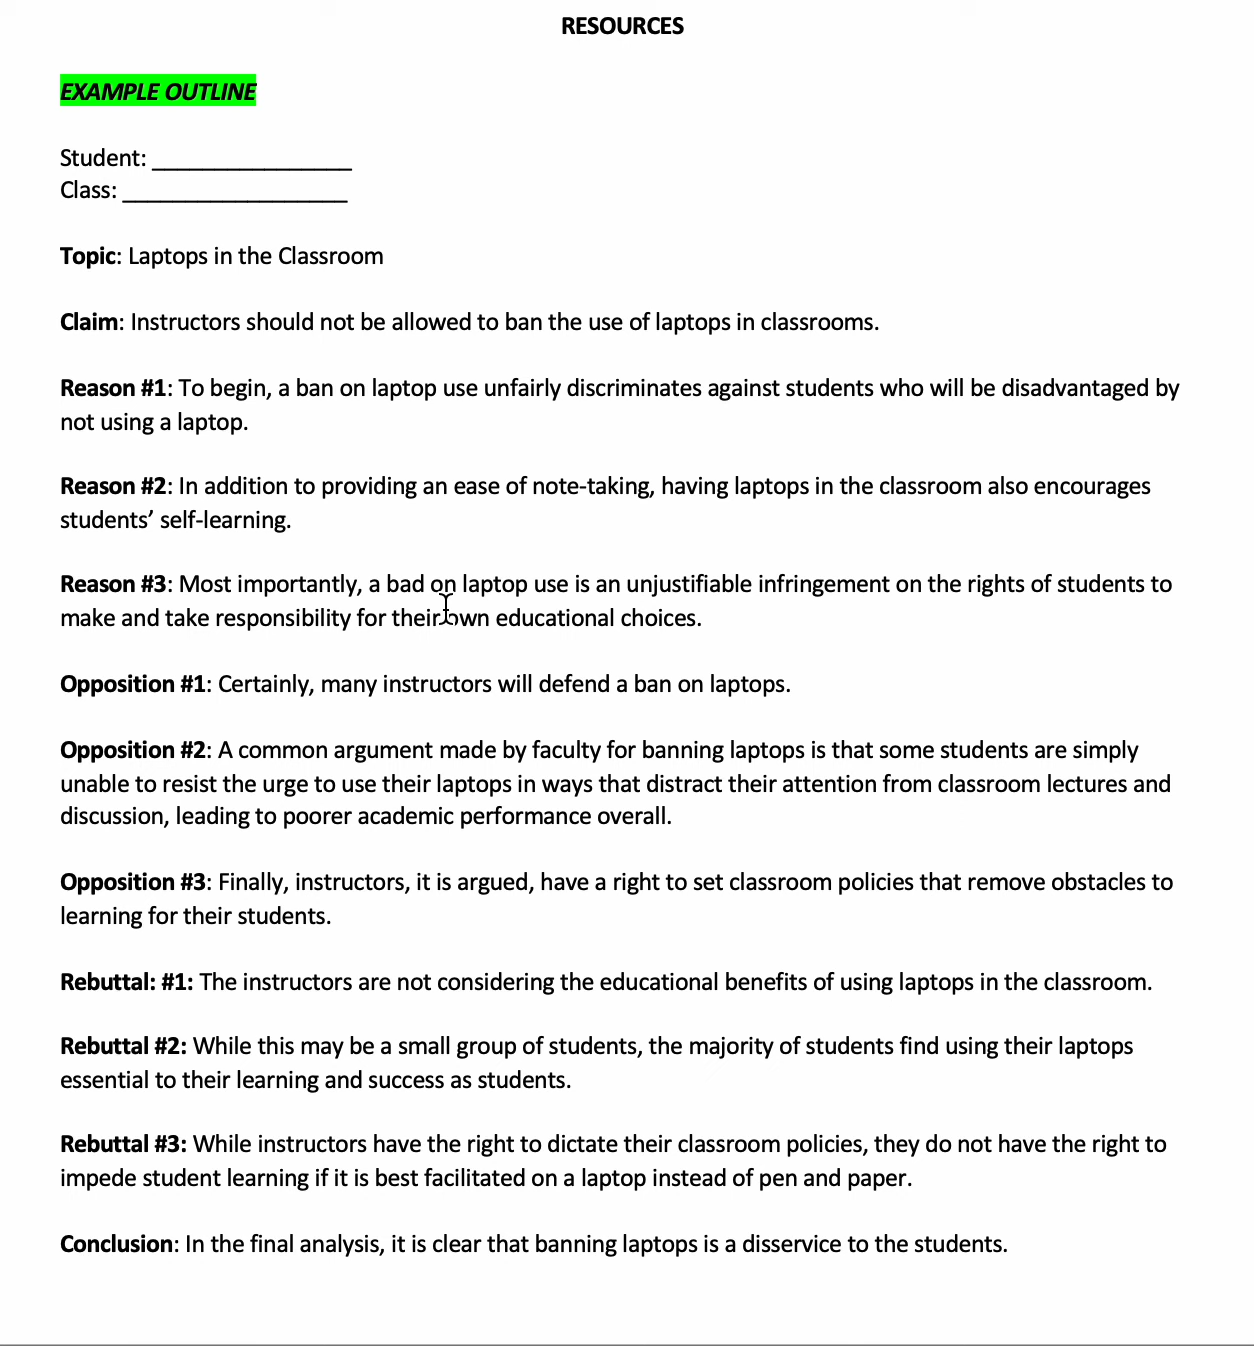 RESOURCES
EXAMPLE OUTLINE
Student: ________________
Class: __________________
Topic: Laptops in the Classroom
Claim: Instructors should not be allowed to ban the use of laptops in classrooms.
Reason #1: To begin, a ban on laptop use unfairly discriminates against students who will be disadvantaged by
not using a laptop.
Reason #2: In addition to providing an ease of note-taking, having laptops in the classroom also encourages
students’ self-learning.
Reason #3: Most importantly, a bad on laptop use is an unjustifiable infringement on the rights of students to
make and take responsibility for their own educational choices.
Opposition #1: Certainly, many instructors will defend a ban on laptops.
Opposition #2: A common argument made by faculty for banning laptops is that some students are simply
unable to resist the urge to use their laptops in ways that distract their attention from classroom lectures and
discussion, leading to poorer academic performance overall.
Opposition #3: Finally, instructors, it is argued, have a right to set classroom policies that remove obstacles to
learning for their students.
Rebuttal: #1: The instructors are not considering the educational benefits of using laptops in the classroom.
Rebuttal #2: While this may be a small group of students, the majority of students find using their laptops
essential to their learning and success as students.
Rebuttal #3: While instructors have the right to dictate their classroom policies, they do not have the right to
impede student learning if it is best facilitated on a laptop instead of pen and paper.
Conclusion: In the final analysis, it is clear that banning laptops is a disservice to the students.